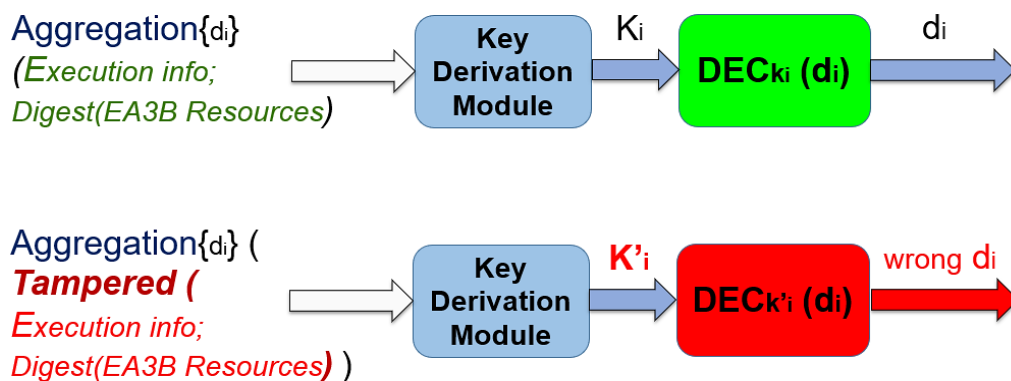 Aggregation{di}
(Execution info;
Digest(EA3B Resources)
Key
Derivation
Module
Ki
DECki (di)
di
Aggregation{di} (
Tampered (
Execution info;
Digest(EA3B Resources) )
Key
Derivation
Module
K'i
DECk'i (di)
wrong di